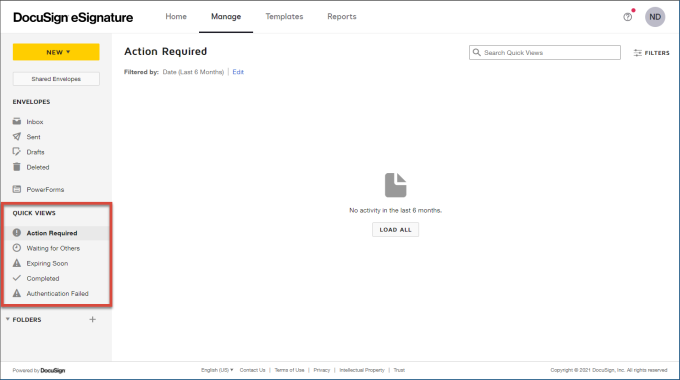 DocuSign eSignature
Home Manage Templates Reports
ND
NEW
Shared Envelopes
ENVELOPES
Inbox
Sent
Drafts
Deleted
PowerForms
QUICK VIEWS
Action Required
Waiting for Others
Expiring Soon
Completed
Authentication Failed
FOLDERS
Action Required
Search Quick Views
FILTERS
Filtered by: Date (Last 6 Months) | Edit
No activity in the last 6 months.
LOAD ALL
Powered by DocuSign
English (US) | Contact Us | Terms of Use | Privacy | Intellectual Property | Trust
Copyright © 2021 DocuSign, Inc. All rights reserved.